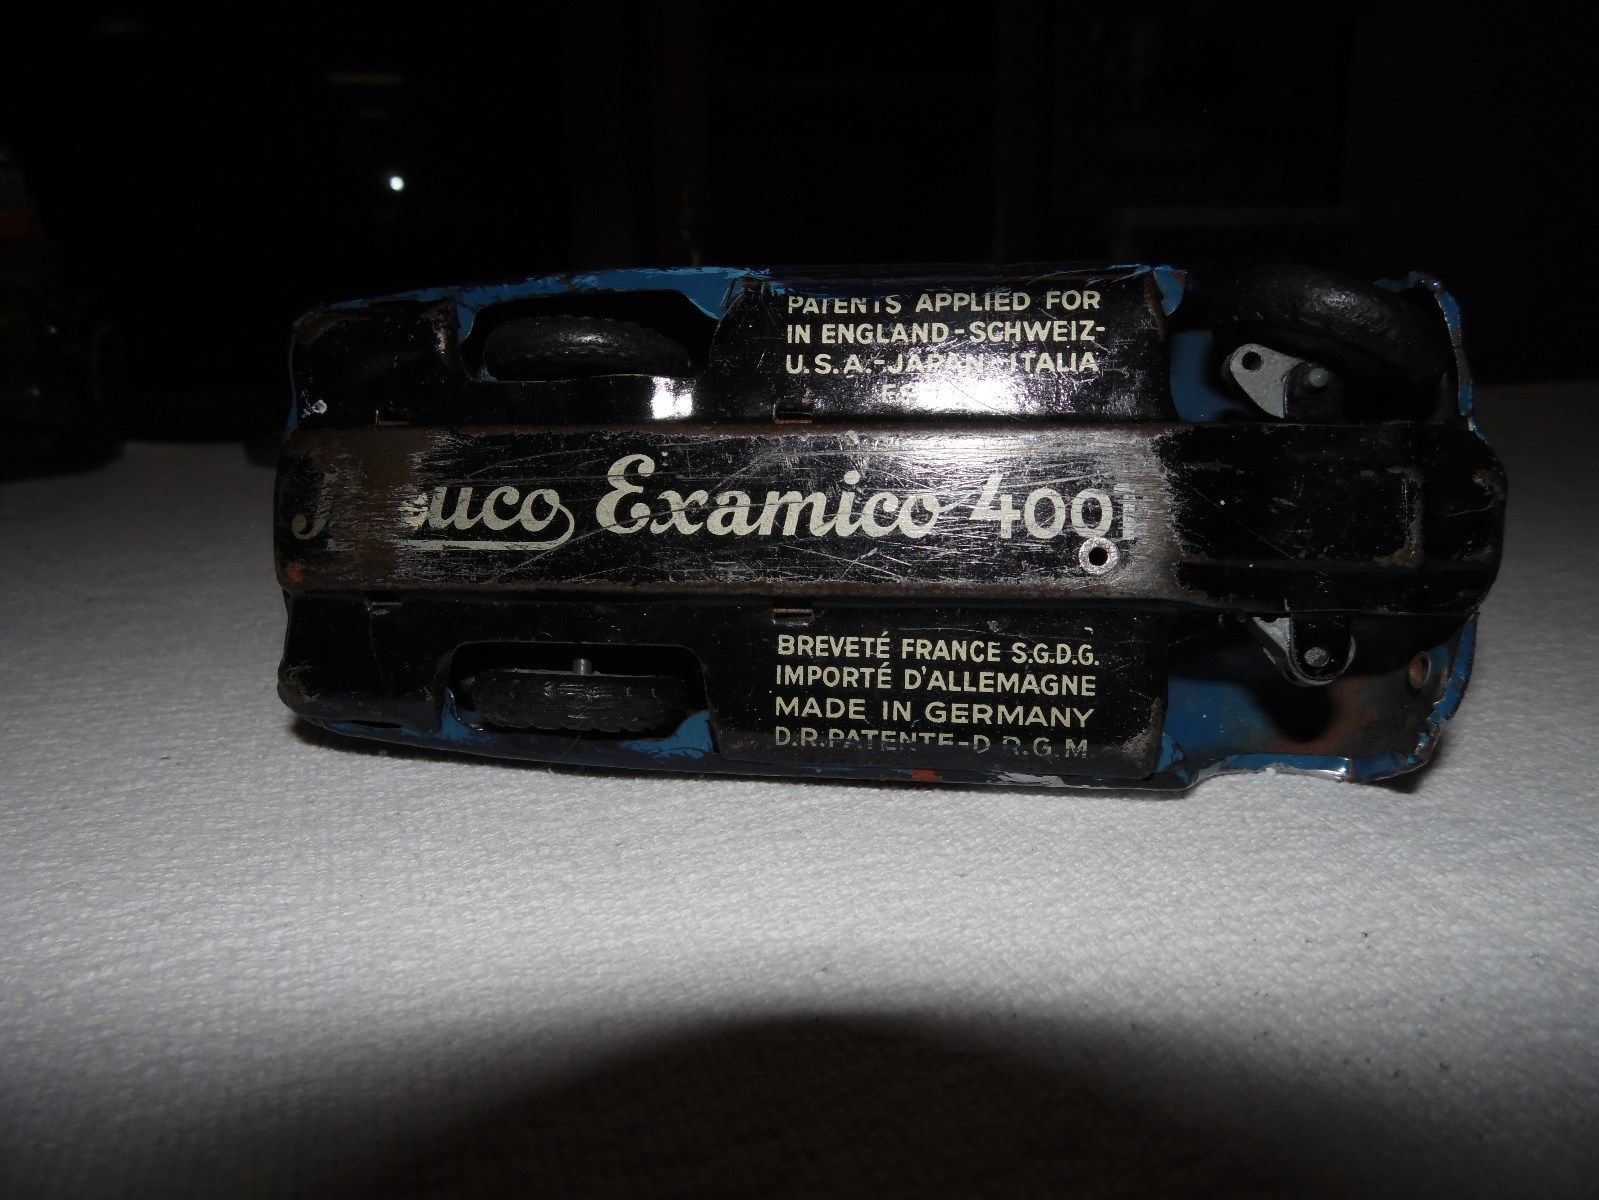 PATENTS APPLIED FOR
IN ENGLAND-SCHWEIZ-
U.S.A.-JAPAN-ITALIA
Examico 4001
BREVETÉ FRANCE S.G.D.G.
IMPORTÉ D'ALLEMAGNE
MADE IN GERMANY
D.R.PATENTE-D.R.G.M